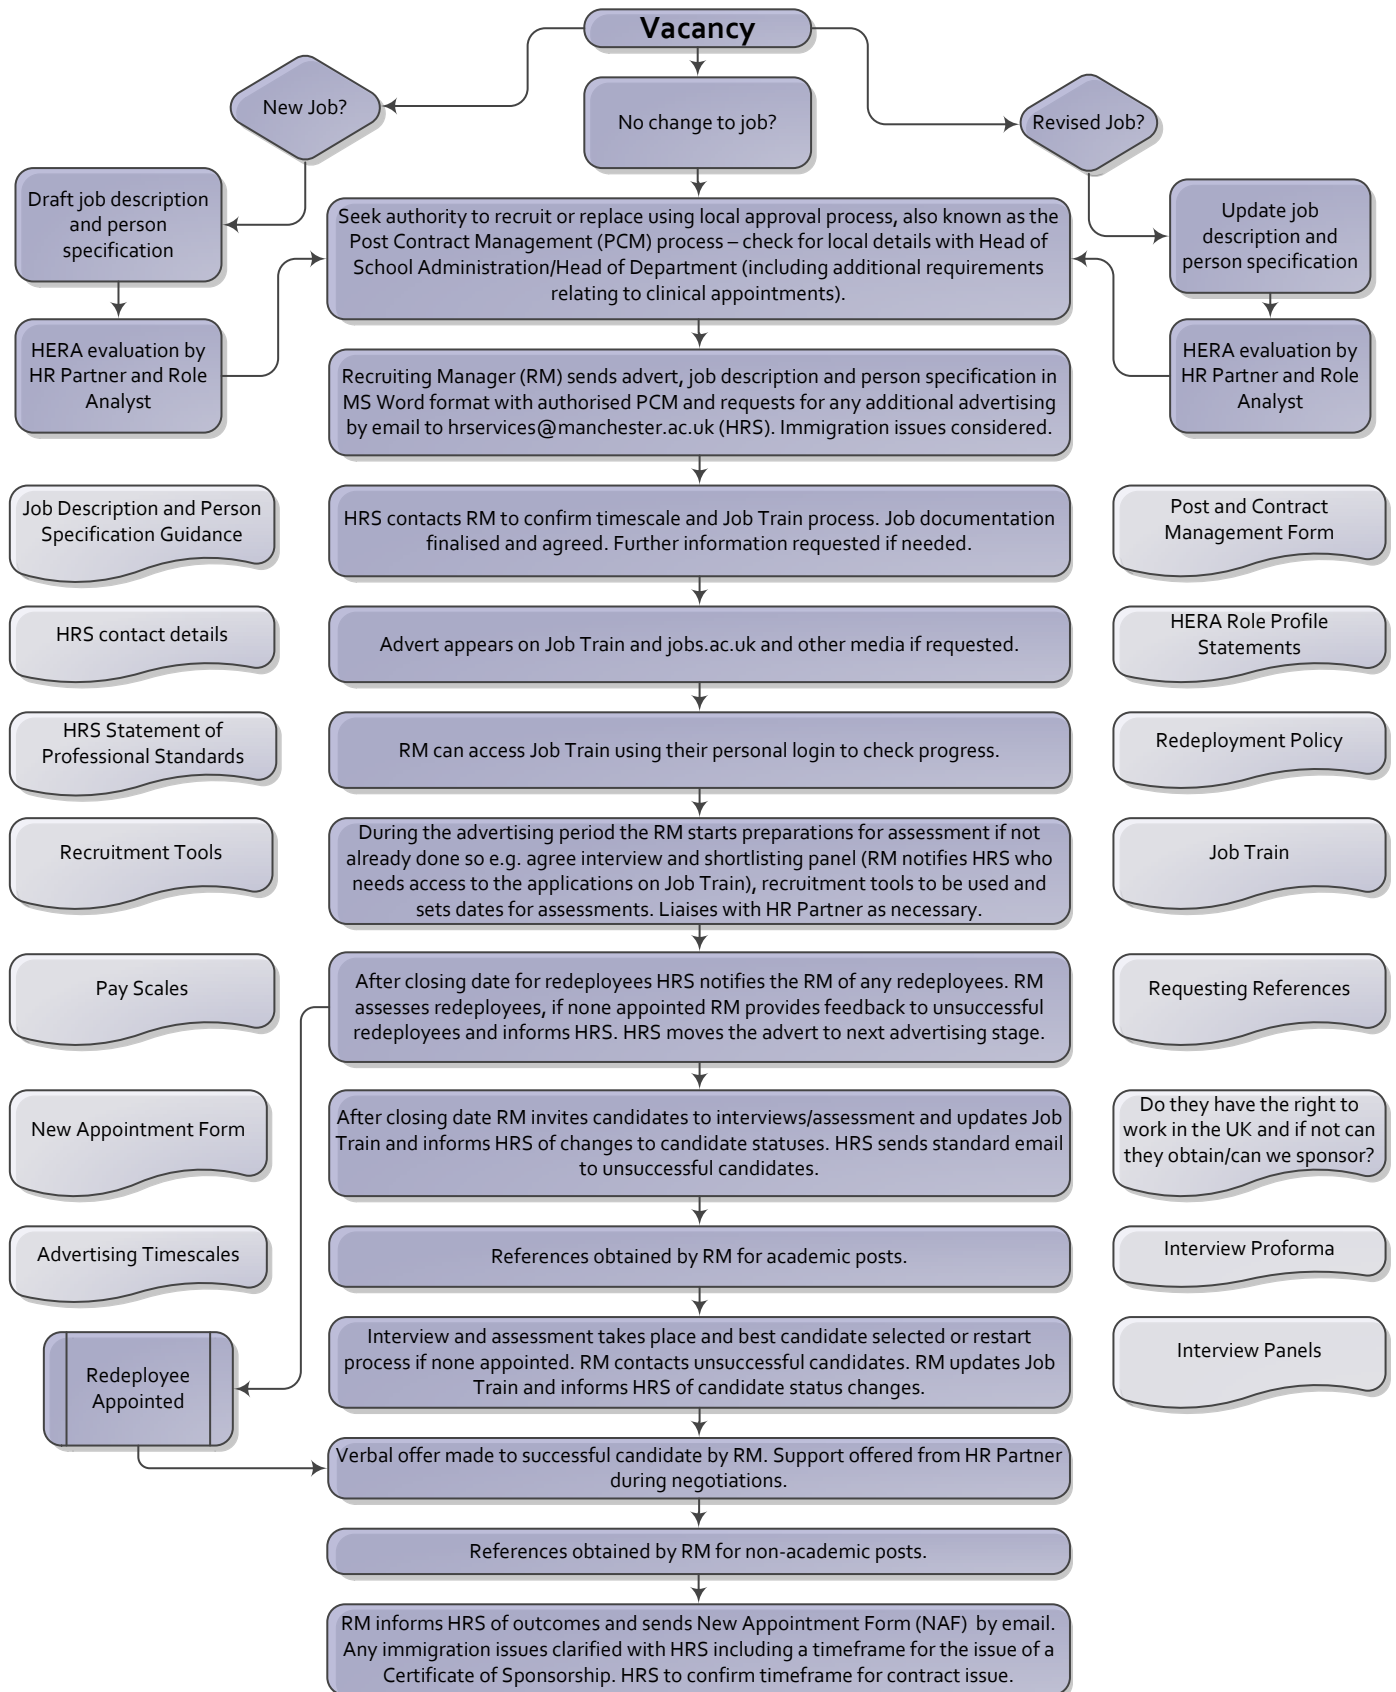 Vacancy
New Job?
No change to job?
Revised Job?
Draft job description
and person
specification
Seek authority to recruit or replace using local approval process, also known as the
Post Contract Management (PCM) process – check for local details with Head of
School Administration/Head of Department (including additional requirements
relating to clinical appointments).
Update job
description and
person specification
HERA evaluation by
HR Partner and Role
Analyst
Recruiting Manager (RM) sends advert, job description and person specification in
MS Word format with authorised PCM and requests for any additional advertising
by email to hrservices@manchester.ac.uk (HRS). Immigration issues considered.
HERA evaluation by
HR Partner and Role
Analyst
Job Description and Person
Specification Guidance
HRS contacts RM to confirm timescale and Job Train process. Job documentation
finalised and agreed. Further information requested if needed.
Post and Contract
Management Form
HRS contact details
Advert appears on Job Train and jobs.ac.uk and other media if requested.
HERA Role Profile
Statements
HRS Statement of
Professional Standards
RM can access Job Train using their personal login to check progress.
Redeployment Policy
Recruitment Tools
During the advertising period the RM starts preparations for assessment if not
already done so e.g. agree interview and shortlisting panel (RM notifies HRS who
needs access to the applications on Job Train), recruitment tools to be used and
sets dates for assessments. Liaises with HR Partner as necessary.
Job Train
Pay Scales
After closing date for redeployees HRS notifies the RM of any redeployees. RM
assesses redeployees, if none appointed RM provides feedback to unsuccessful
redeployees and informs HRS. HRS moves the advert to next advertising stage.
Requesting References
New Appointment Form
After closing date RM invites candidates to interviews/assessment and updates Job
Train and informs HRS of changes to candidate statuses. HRS sends standard email
to unsuccessful candidates.
Do they have the right to
work in the UK and if not can
they obtain/can we sponsor?
Advertising Timescales
References obtained by RM for academic posts.
Interview Proforma
Redeployee
Appointed
Interview and assessment takes place and best candidate selected or restart
process if none appointed. RM contacts unsuccessful candidates. RM updates Job
Train and informs HRS of candidate status changes.
Interview Panels
Verbal offer made to successful candidate by RM. Support offered from HR Partner
during negotiations.
References obtained by RM for non-academic posts.
RM informs HRS of outcomes and sends New Appointment Form (NAF) by email.
Any immigration issues clarified with HRS including a timeframe for the issue of a
Certificate of Sponsorship. HRS to confirm timeframe for contract issue.